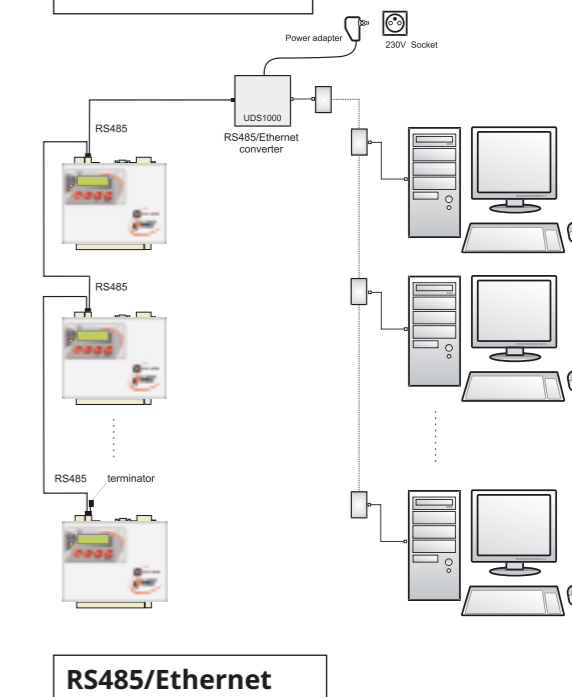 Power adapter
230V Socket
UDS1000
RS485/Ethernet
converter
RS485
RS485
RS485
terminator
RS485/Ethernet